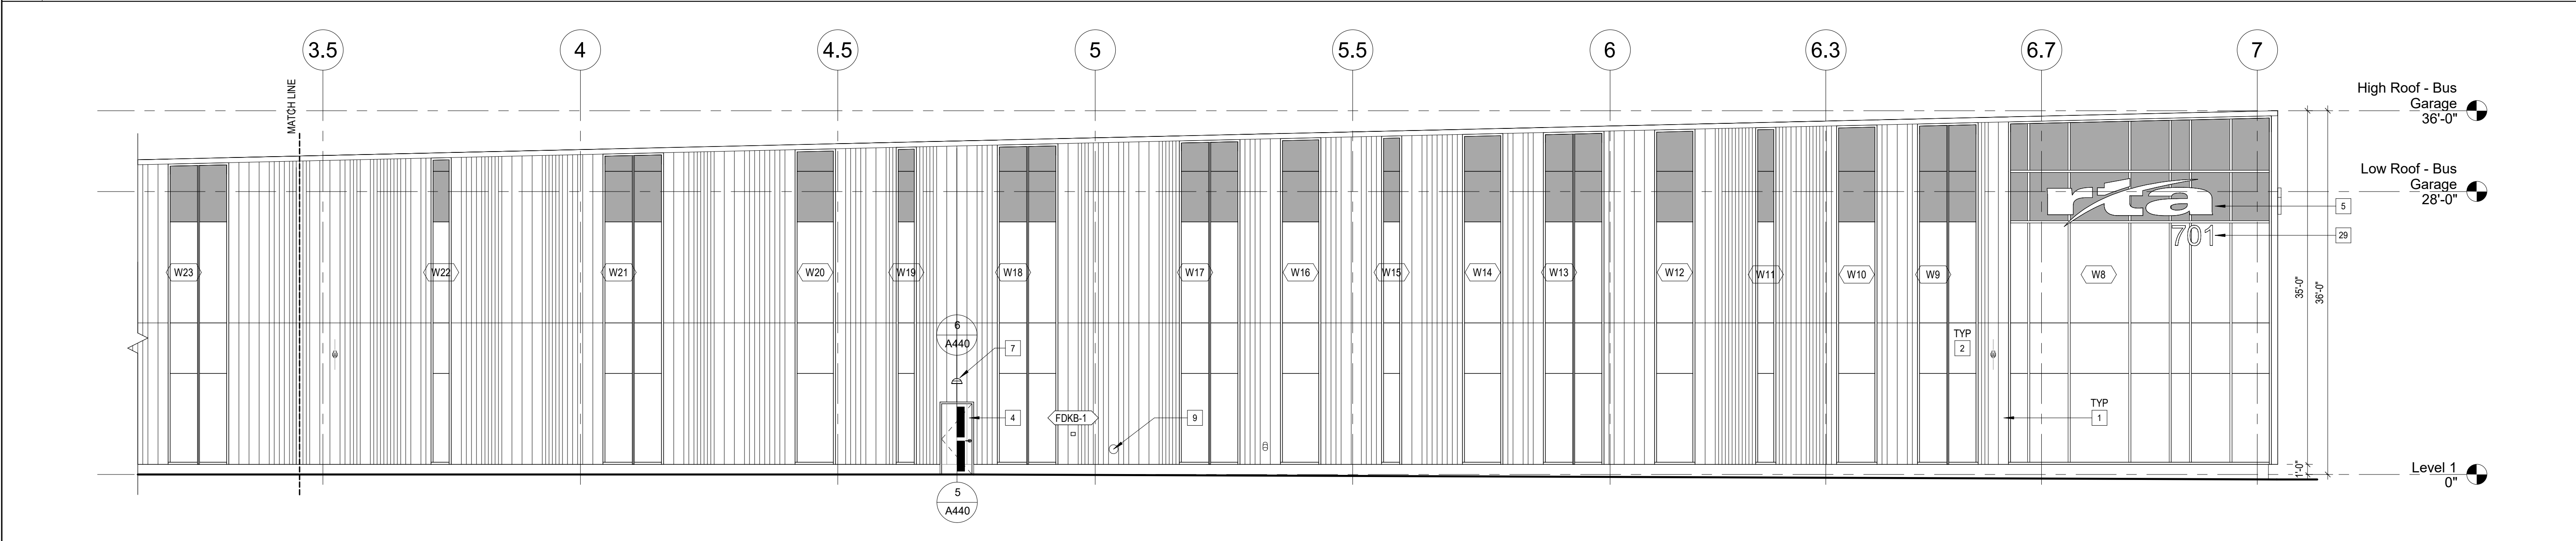 3.5
4
4.5
5
5.5
6
6.3
6.7
7
MATCH LINE
High Roof - Bus
Garage
36'-0"
Low Roof - Bus
Garage
28'-0"
rta
5
701
29
W23
W22
W21
W20
W19
W18
W17
W16
W15
W14
W13
W12
W11
W10
W9
W8
35'-0"
36'-0"
6
A440
7
TYP
2
4
FDKB-1
9
TYP
1
1'-0"
Level 1
0"
5
A440